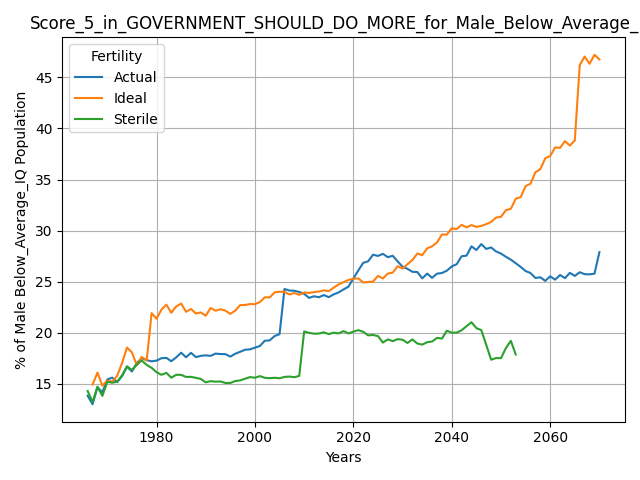 Score_5_in_GOVERNMENT_SHOULD_DO_MORE_for_Male_Below_Average_
Fertility
Actual
Ideal
Sterile
% of Male Below_Average_IQ Population
45
40
35
30
25
20
15
1980
2000
2020
2040
2060
Years